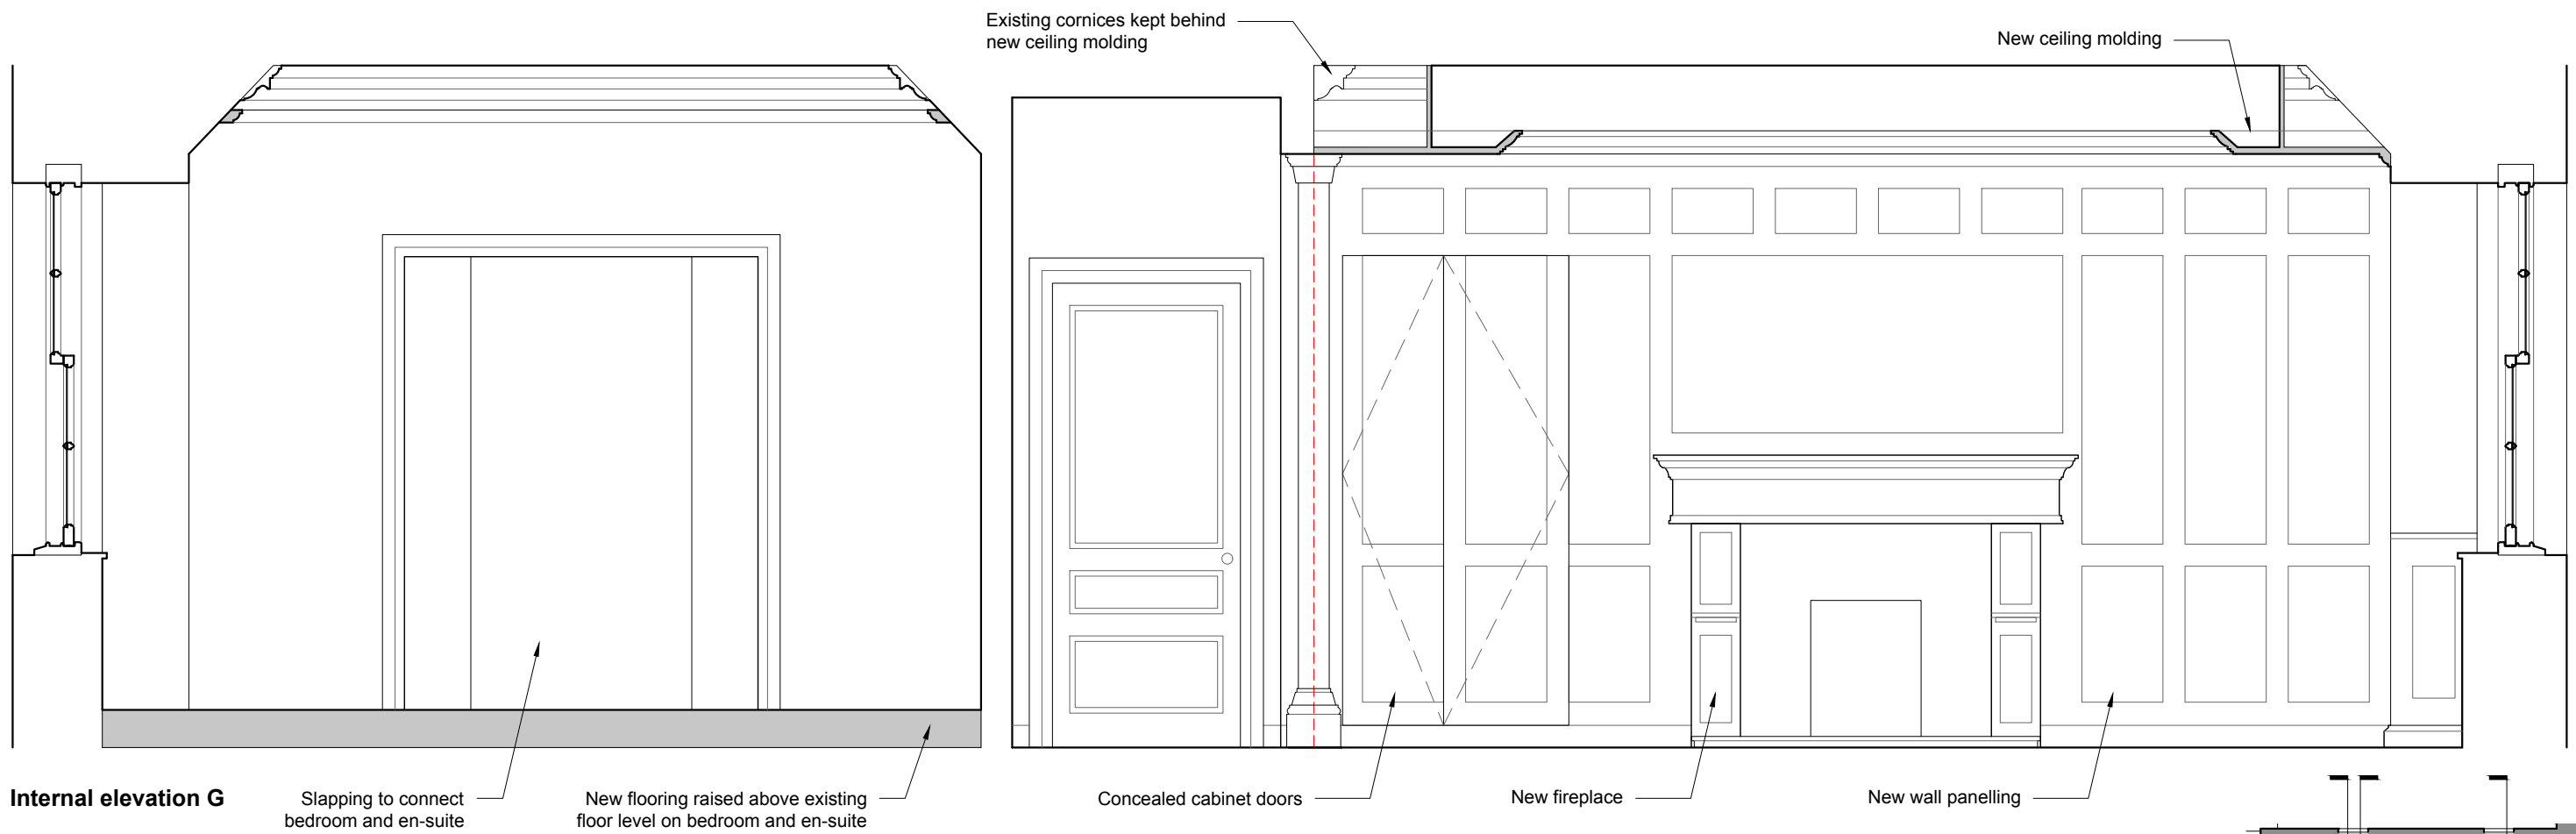 Existing cornices kept behind
new ceiling molding
New ceiling molding
Internal elevation G
Slapping to connect
bedroom and en-suite
New flooring raised above existing
floor level on bedroom and en-suite
Concealed cabinet doors
New fireplace
New wall panelling